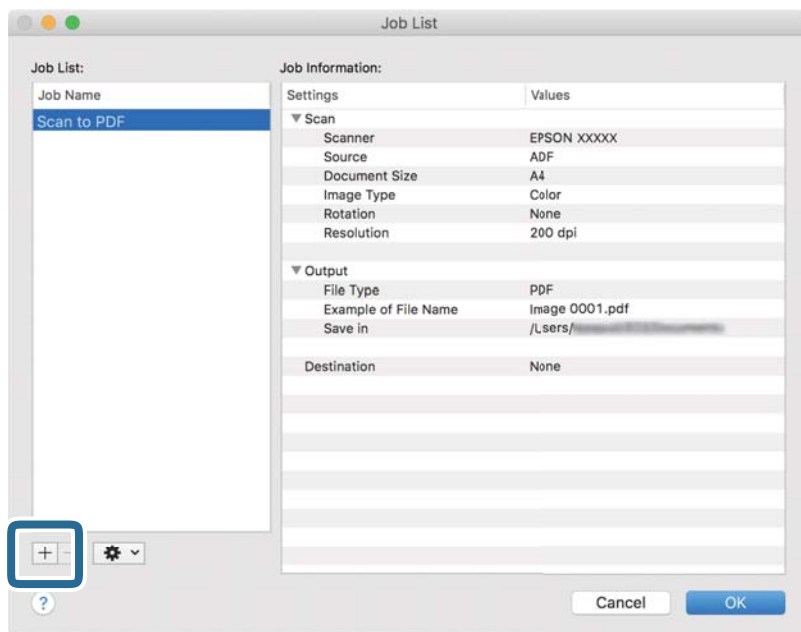 Job List
Job List:
Job Name
Scan to PDF
Job Information:
Settings Values
Scan
Scanner EPSON XXXXX
Source ADF
Document Size A4
Image Type Color
Rotation None
Resolution 200 dpi
Output
File Type PDF
Example of File Name Image 0001.pdf
Save in /Users/
Destination None
+ −
?
Cancel OK